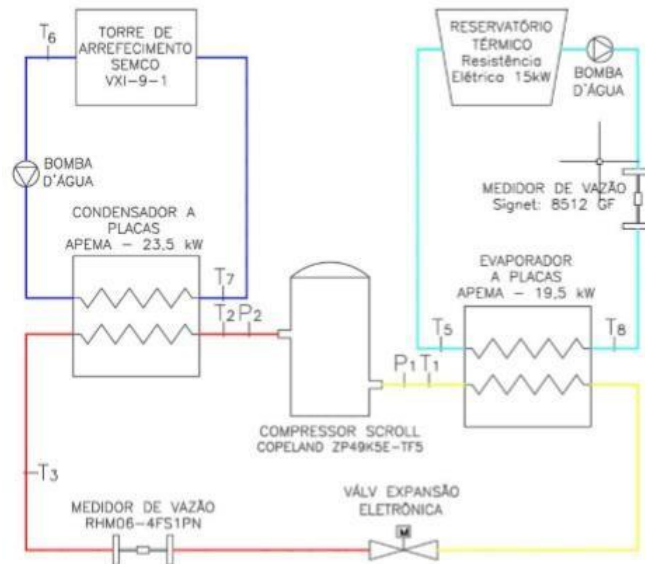 T6
TORRE DE
ARREFECIMENTO
SEMCO
VXI-9-1
RESERVATÓRIO
TÉRMICO
Resistência
Elétrica 15kW
BOMBA
D'ÁGUA
BOMBA
D'ÁGUA
MEDIDOR DE VAZÃO
Signet: 8512 GF
CONDENSADOR A
PLACAS
APEMA - 23,5 kW
EVAPORADOR
A PLACAS
APEMA - 19,5 kW
T7
T2 P2
T5
T8
P1 T1
COMPRESSOR SCROLL
COPELAND ZP49K5E-TF5
T3
MEDIDOR DE VAZÃO
RHM06-4FS1PN
VÁLV EXPANSÃO
ELETRÔNICA
M